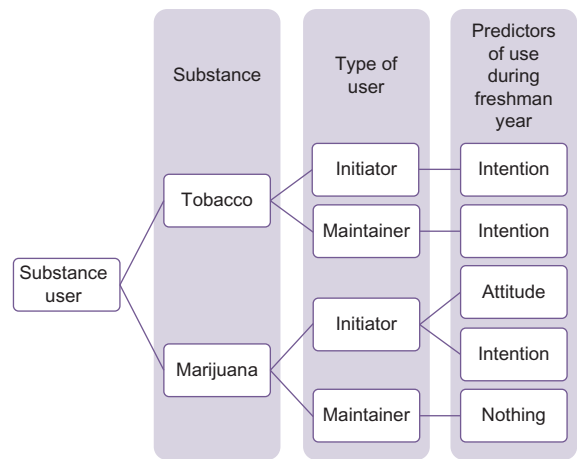 Substance
Type of
user
Predictors
of use
during
freshman
year
Initiator
Intention
Tobacco
Maintainer
Intention
Substance
user
Attitude
Initiator
Intention
Marijuana
Maintainer
Nothing